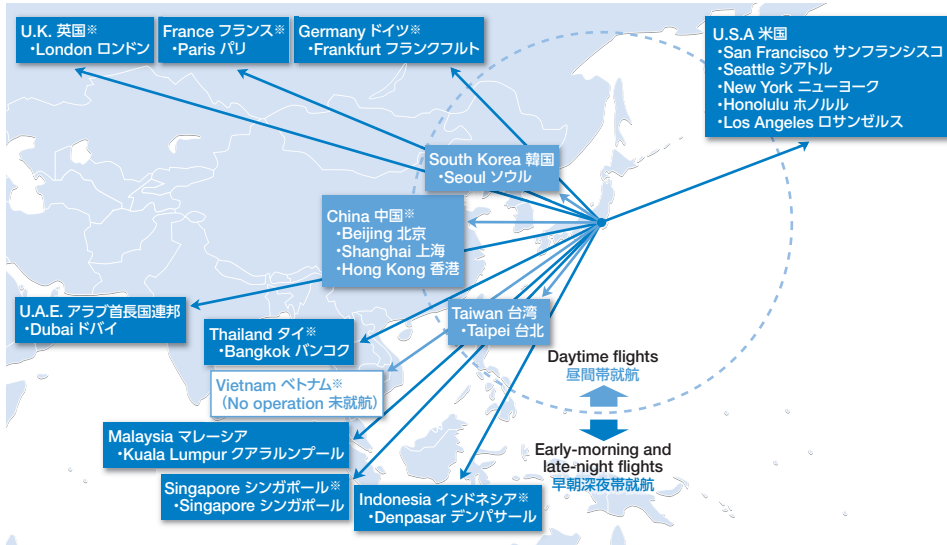 U.K. 英国※
・London ロンドン
France フランス※
・Paris パリ
Germany ドイツ※
・Frankfurt フランクフルト
U.S.A 米国
・San Francisco サンフランシスコ
・Seattle シアトル
・New York ニューヨーク
・Honolulu ホノルル
・Los Angeles ロサンゼルス
South Korea 韓国
・Seoul ソウル
China 中国※
・Beijing 北京
・Shanghai 上海
・Hong Kong 香港
U.A.E. アラブ首長国連邦
・Dubai ドバイ
Taiwan 台湾
・Taipei 台北
Thailand タイ※
・Bangkok バンコク
Daytime flights
昼間帯就航
Vietnam ベトナム※
（No operation 未就航）
Malaysia マレーシア
・Kuala Lumpur クアラルンプール
Early-morning and
late-night flights
早朝深夜帯就航
Singapore シンガポール※
・Singapore シンガポール
Indonesia インドネシア※
・Denpasar デンパサール